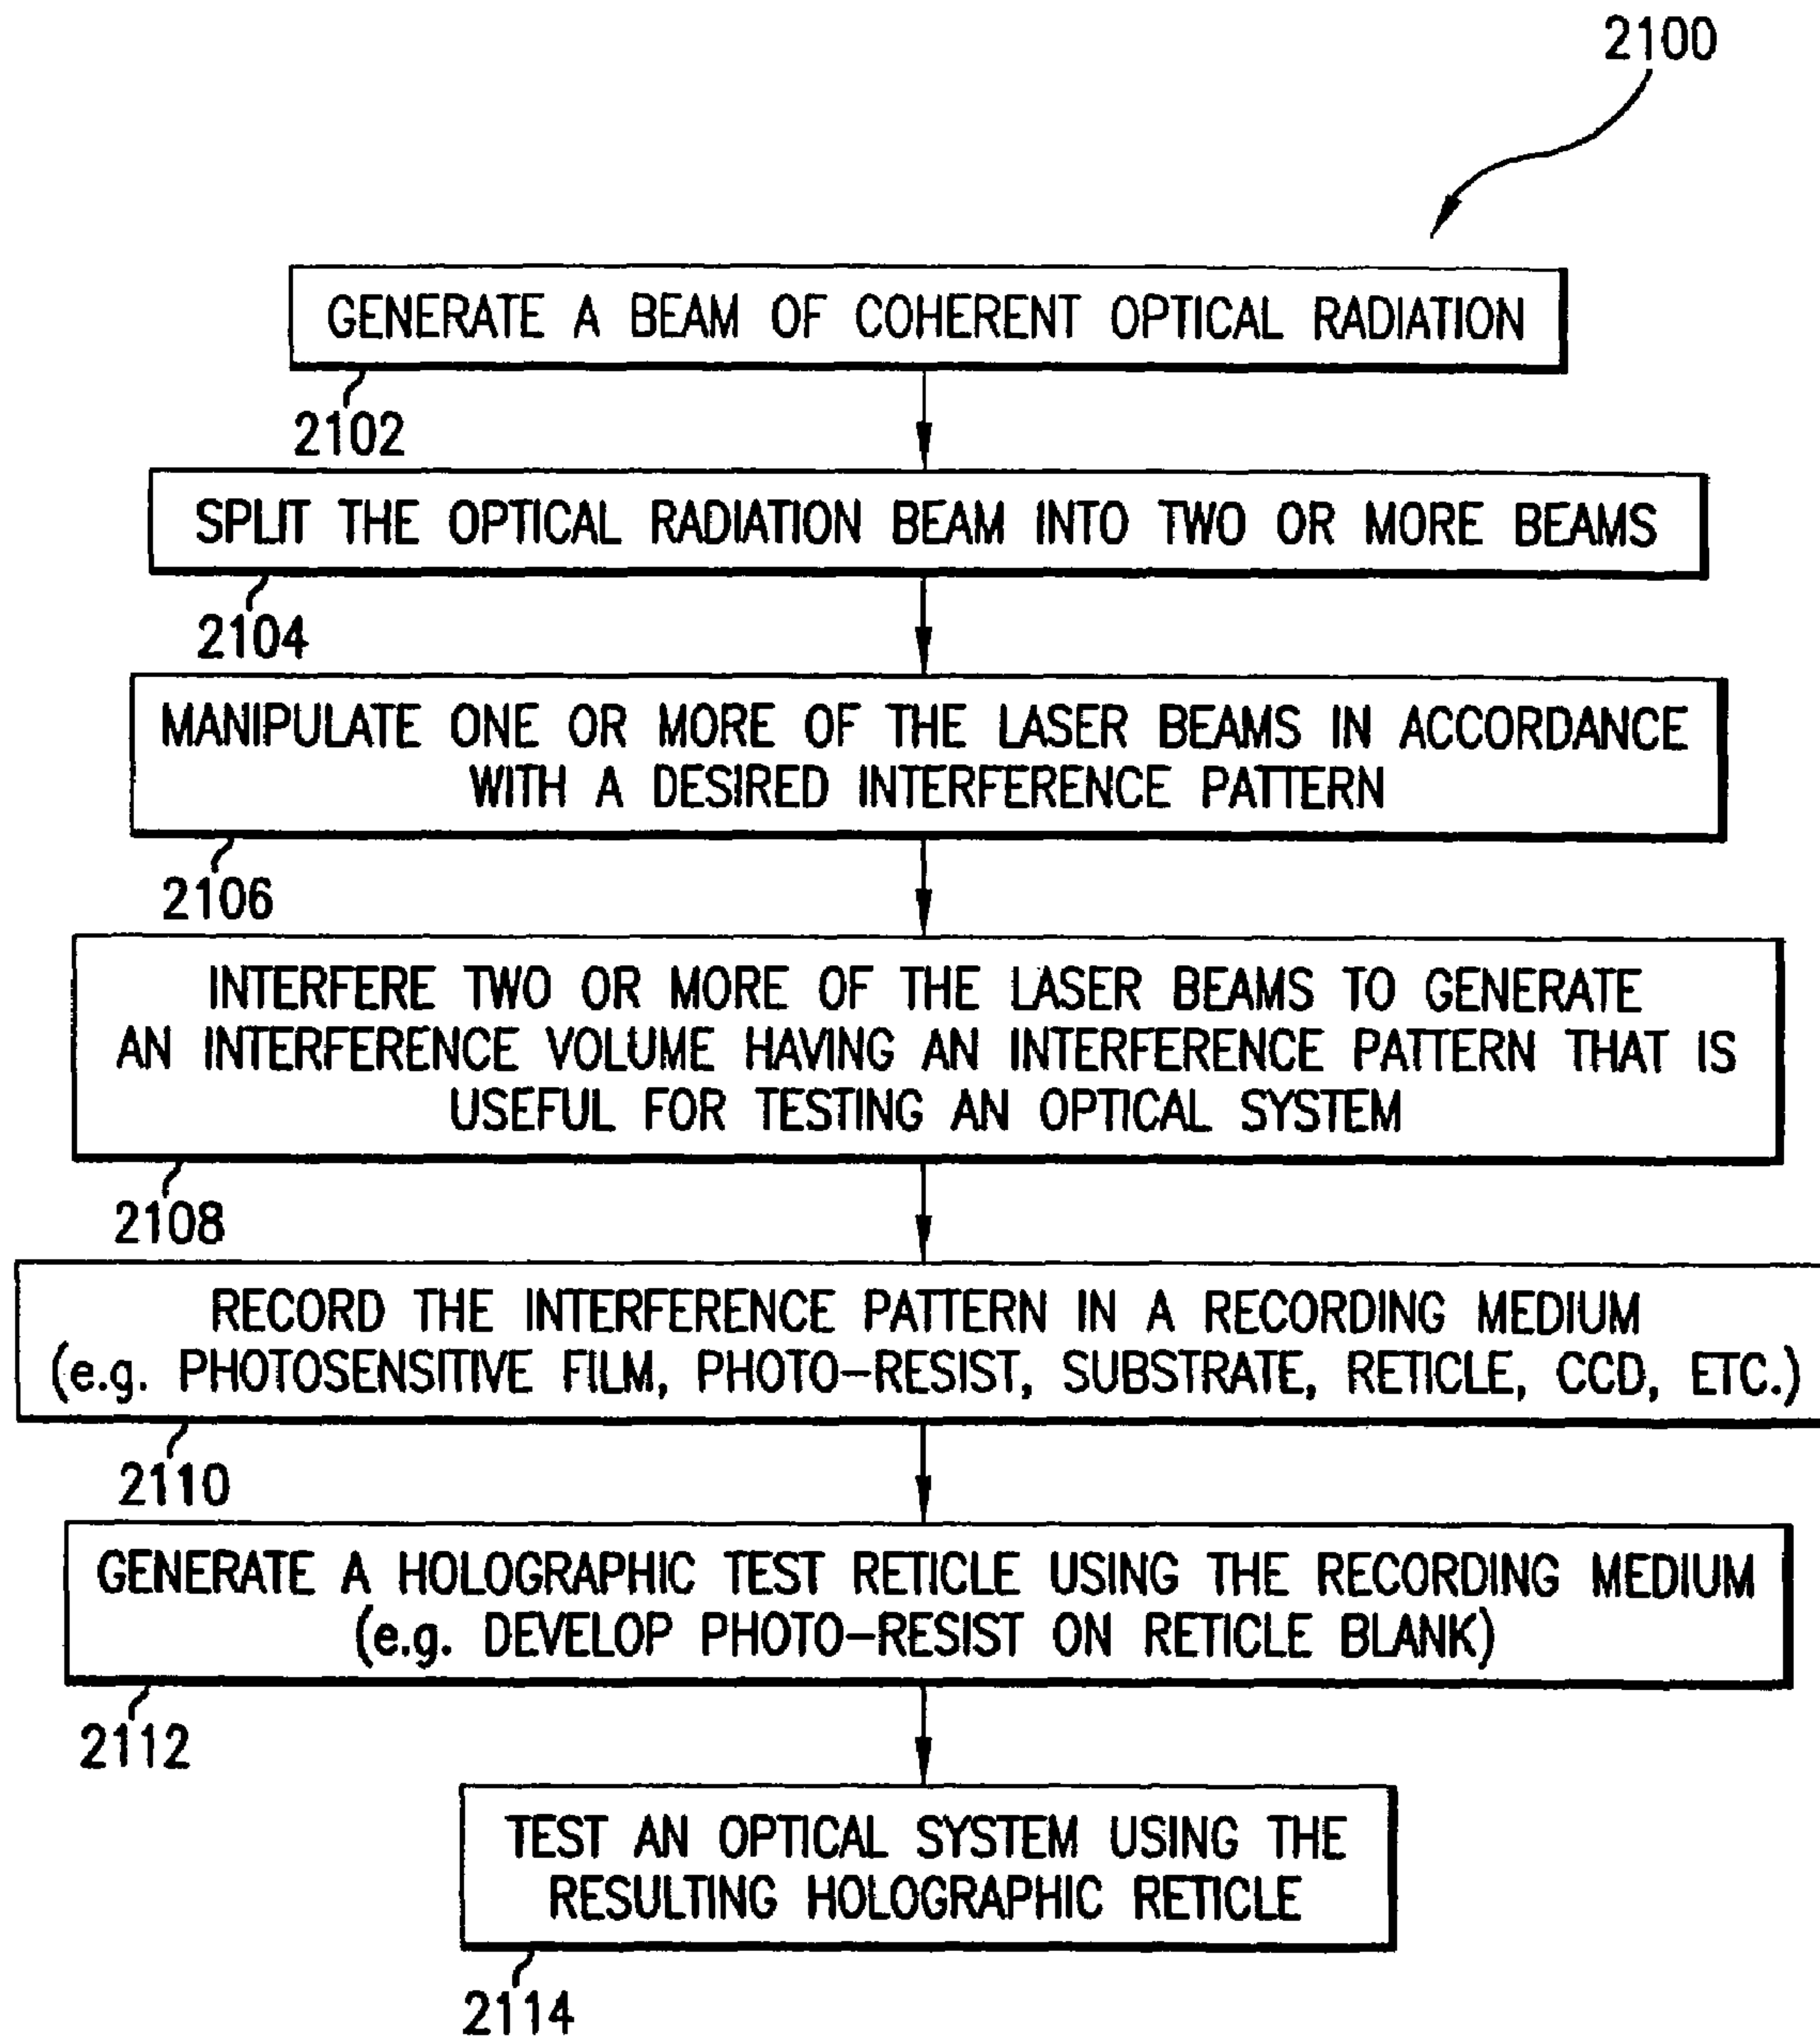 2100
GENERATE A BEAM OF COHERENT OPTICAL RADIATION
2102
SPLIT THE OPTICAL RADIATION BEAM INTO TWO OR MORE BEAMS
2104
MANIPULATE ONE OR MORE OF THE LASER BEAMS IN ACCORDANCE
WITH A DESIRED INTERFERENCE PATTERN
2106
INTERFERE TWO OR MORE OF THE LASER BEAMS TO GENERATE
AN INTERFERENCE VOLUME HAVING AN INTERFERENCE PATTERN THAT IS
USEFUL FOR TESTING AN OPTICAL SYSTEM
2108
RECORD THE INTERFERENCE PATTERN IN A RECORDING MEDIUM
(e.g. PHOTOSENSITIVE FILM, PHOTO-RESIST, SUBSTRATE, RETICLE, CCD, ETC.)
2110
GENERATE A HOLOGRAPHIC TEST RETICLE USING THE RECORDING MEDIUM
(e.g. DEVELOP PHOTO-RESIST ON RETICLE BLANK)
2112
TEST AN OPTICAL SYSTEM USING THE
RESULTING HOLOGRAPHIC RETICLE
2114